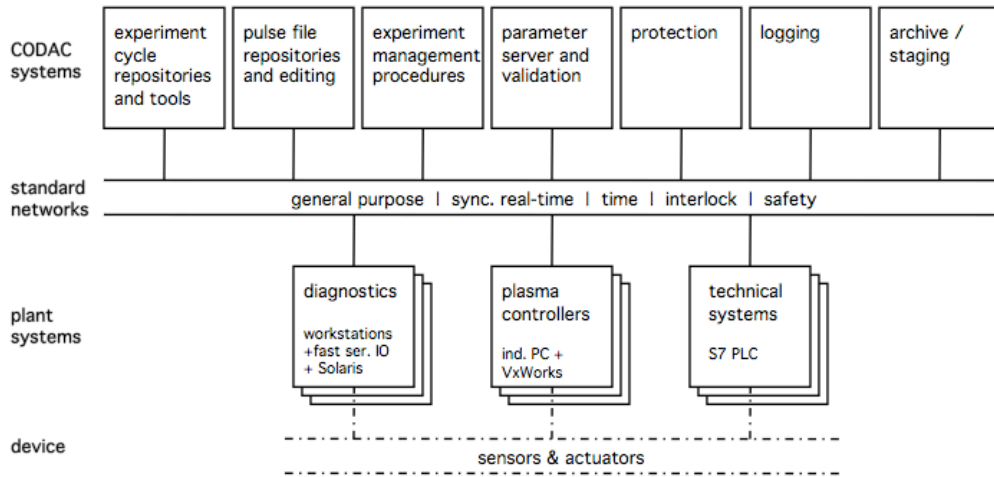 CODAC
systems
experiment
cycle
repositories
and tools
pulse file
repositories
and editing
experiment
management
procedures
parameter
server and
validation
protection
logging
archive /
staging
standard
networks
general purpose | sync. real-time | time | interlock | safety
plant
systems
diagnostics
workstations
+fast ser. IO
+ Solaris
plasma
controllers
ind. PC +
VxWorks
technical
systems
S7 PLC
device
sensors & actuators